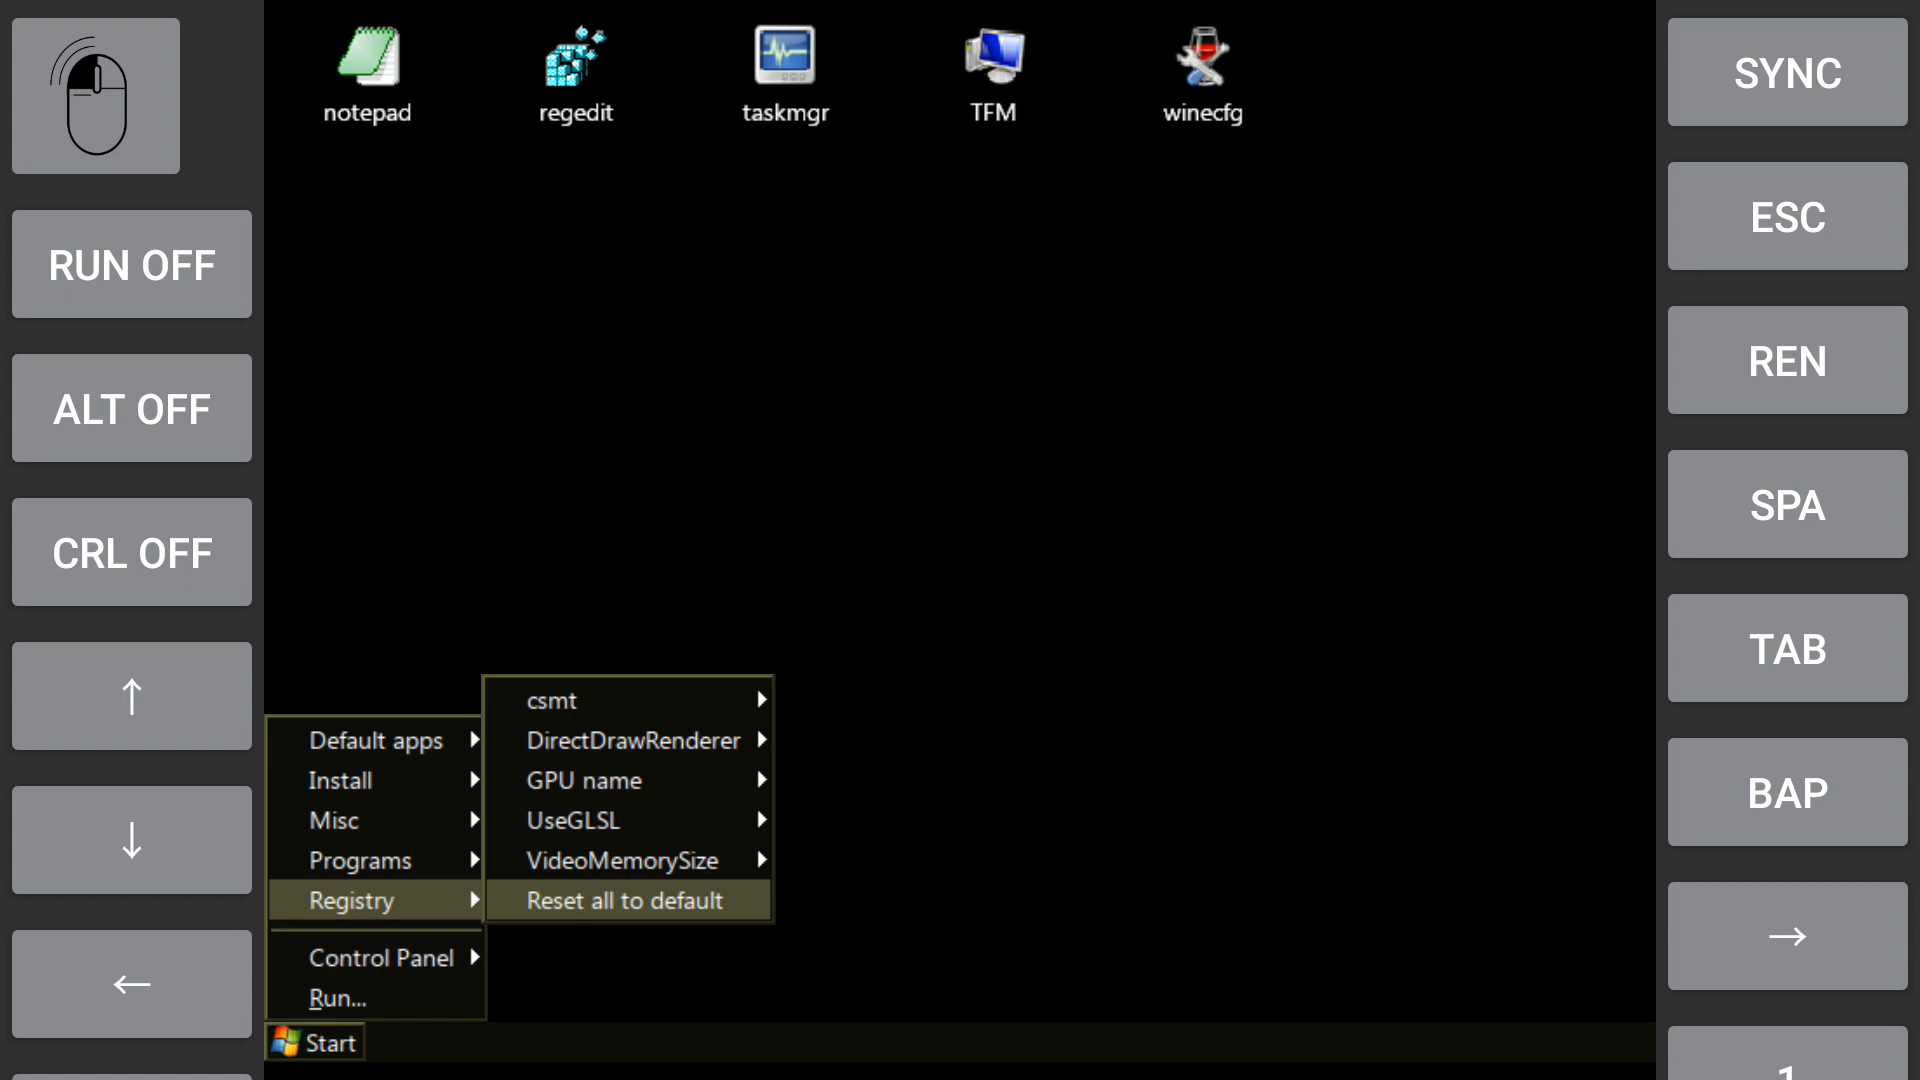 RUN OFF
ALT OFF
CRL OFF
↑
↓
←
notepad
regedit
taskmgr
TFM
winecfg
csmt
DirectDrawRenderer
GPU name
UseGLSL
VideoMemorySize
Reset all to default
Default apps
Install
Misc
Programs
Registry
Control Panel
Run...
Start
SYNC
ESC
REN
SPA
TAB
BAP
→